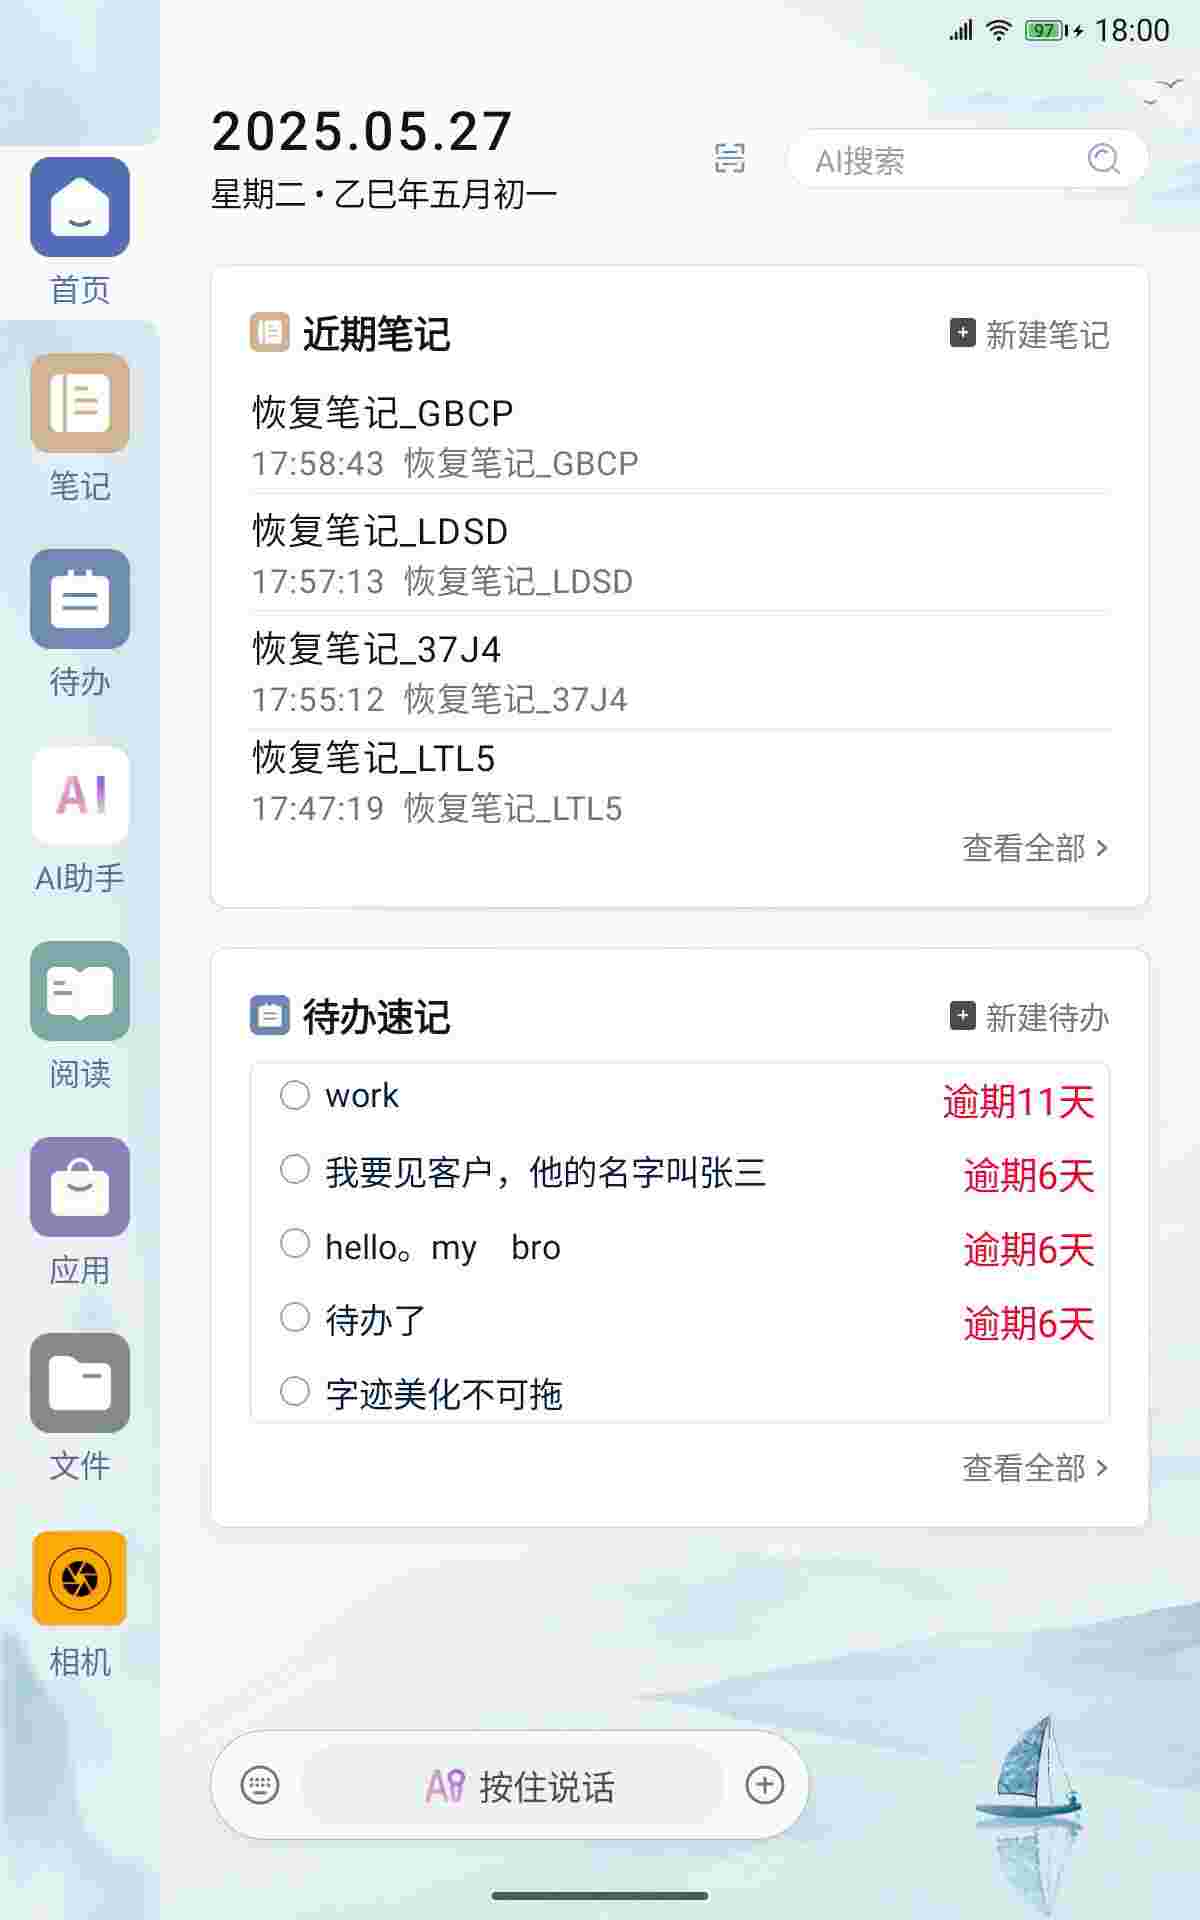 97 18:00
2025.05.27
星期二·乙巳年五月初一
AI搜索
首页
笔记
待办
AI
AI助手
阅读
应用
文件
相机
近期笔记
新建笔记
恢复笔记_GBCP
17:58:43 恢复笔记_GBCP
恢复笔记_LDSD
17:57:13 恢复笔记_LDSD
恢复笔记_37J4
17:55:12 恢复笔记_37J4
恢复笔记_LTL5
17:47:19 恢复笔记_LTL5
查看全部 >
待办速记
新建待办
work 逾期11天
我要见客户，他的名字叫张三 逾期6天
hello。my bro 逾期6天
待办了 逾期6天
字迹美化不可拖
查看全部 >
AI 按住说话